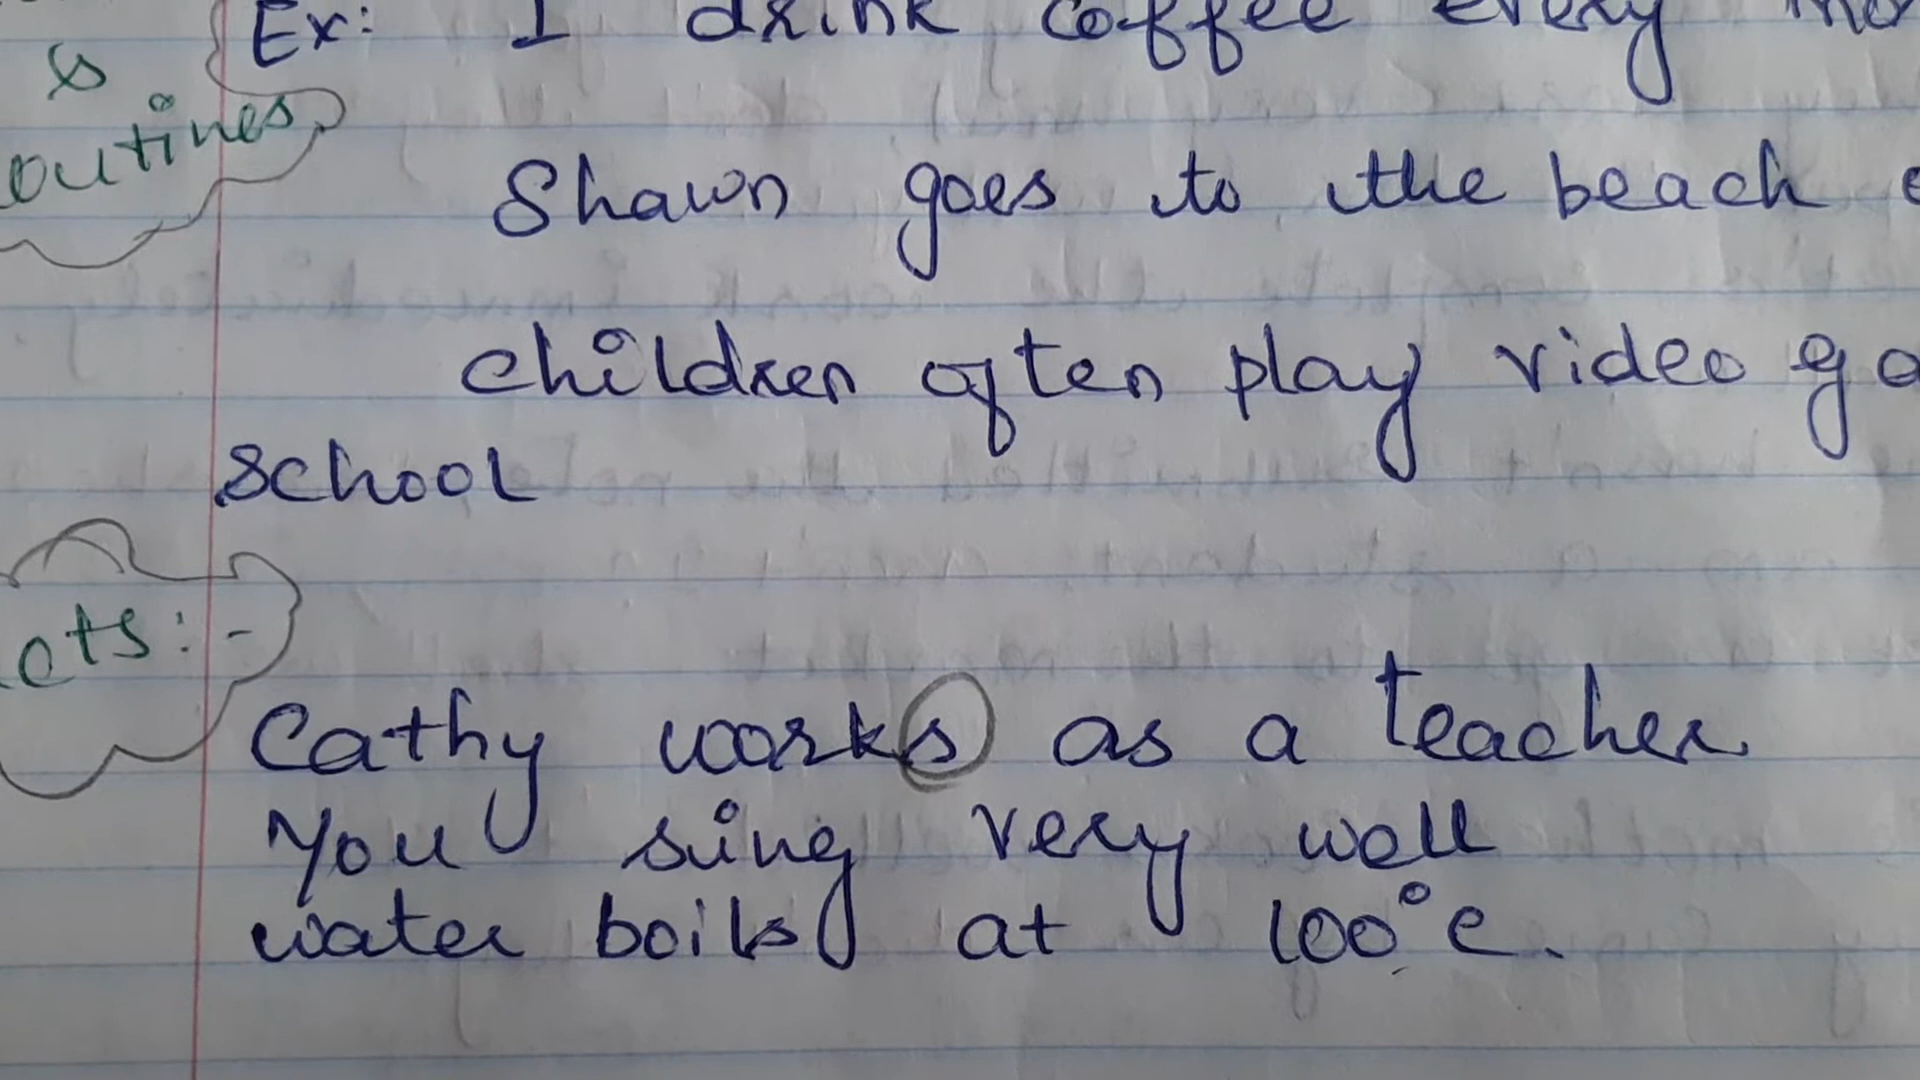 Ex: I drink coffee every
&
outines
Shawn goes to the beach
children often play video
school
cts:-
Cathy works as a teacher
You sing very well
water boils at 100°c.